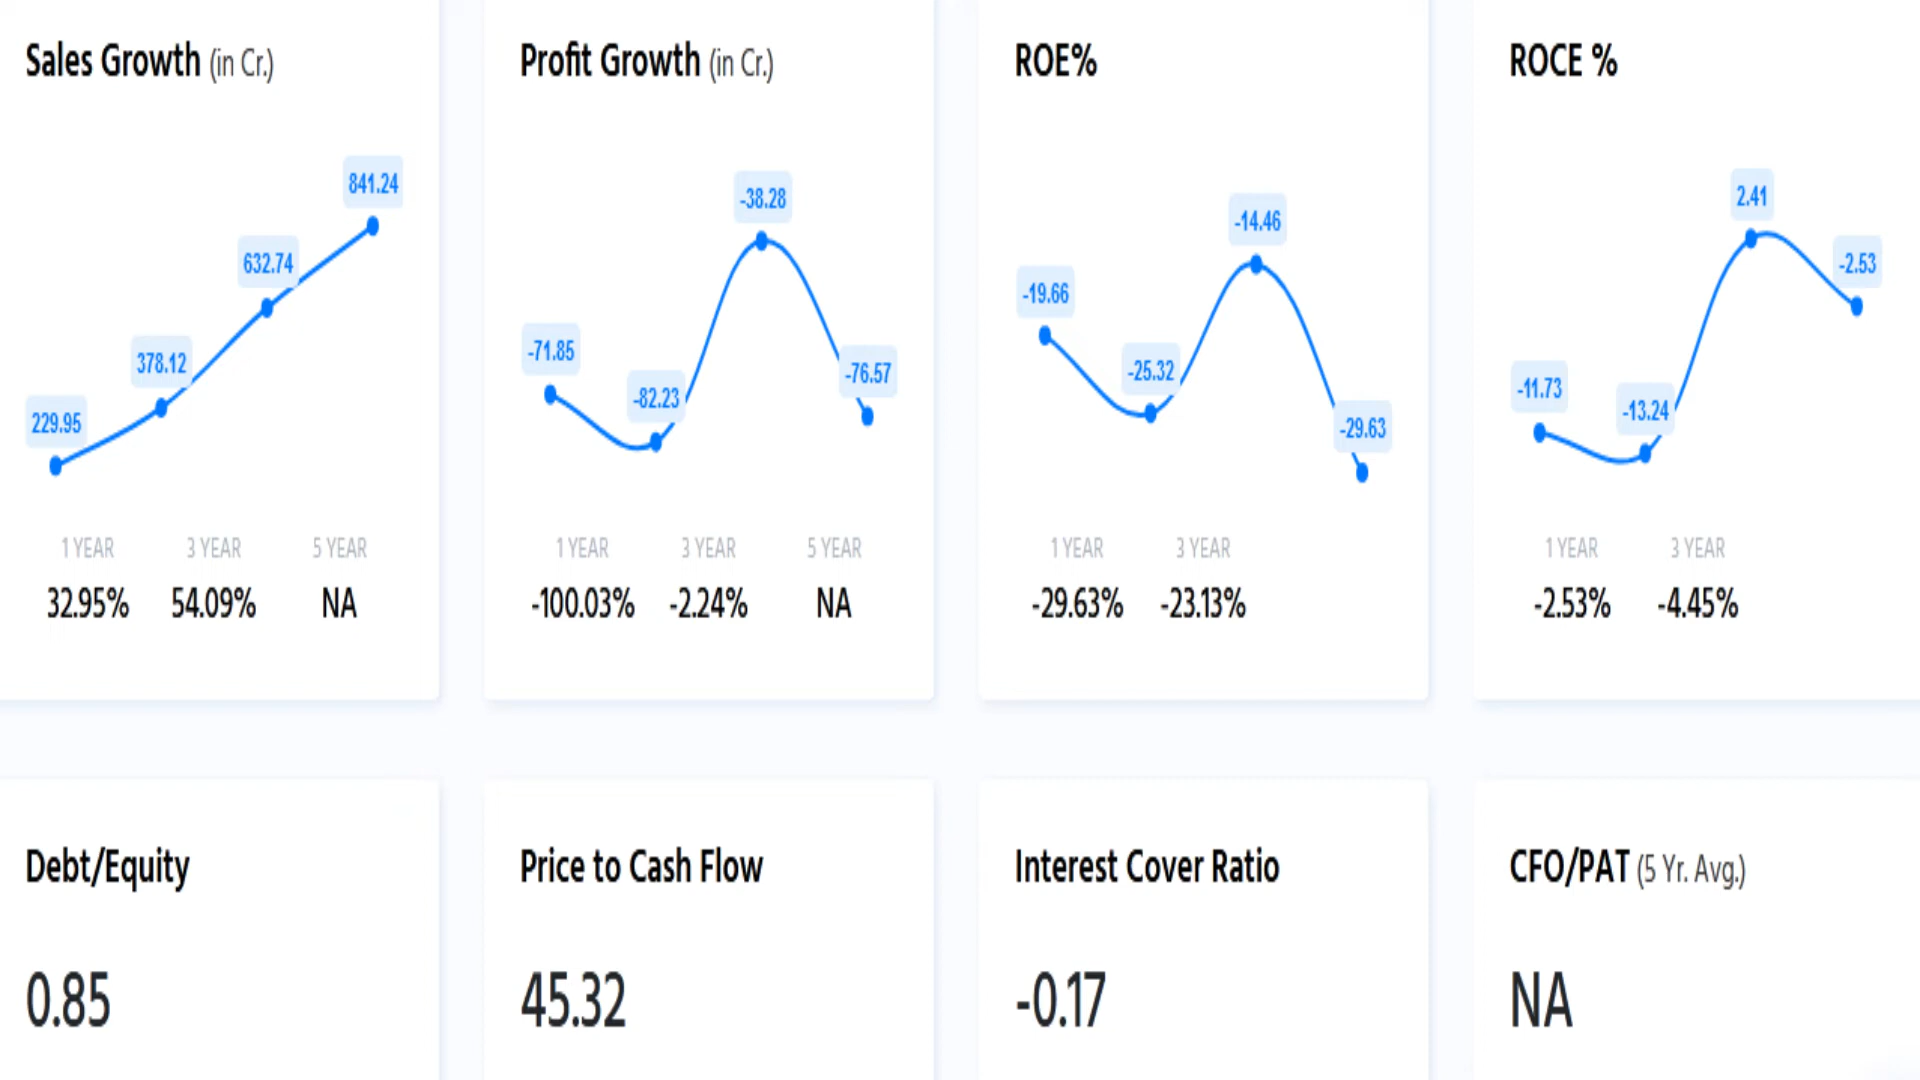 Sales Growth (in Cr.)
841.24
632.74
378.12
229.95
1 YEAR 3 YEAR 5 YEAR
32.95% 54.09% NA
Profit Growth (in Cr.)
-38.28
-71.85
-76.57
-82.23
1 YEAR 3 YEAR 5 YEAR
-100.03% -2.24% NA
ROE%
-14.46
-19.66
-25.32
-29.63
1 YEAR 3 YEAR
-29.63% -23.13%
ROCE %
2.41
-2.53
-11.73
-13.24
1 YEAR 3 YEAR
-2.53% -4.45%
Debt/Equity
0.85
Price to Cash Flow
45.32
Interest Cover Ratio
-0.17
CFO/PAT (5 Yr. Avg.)
NA